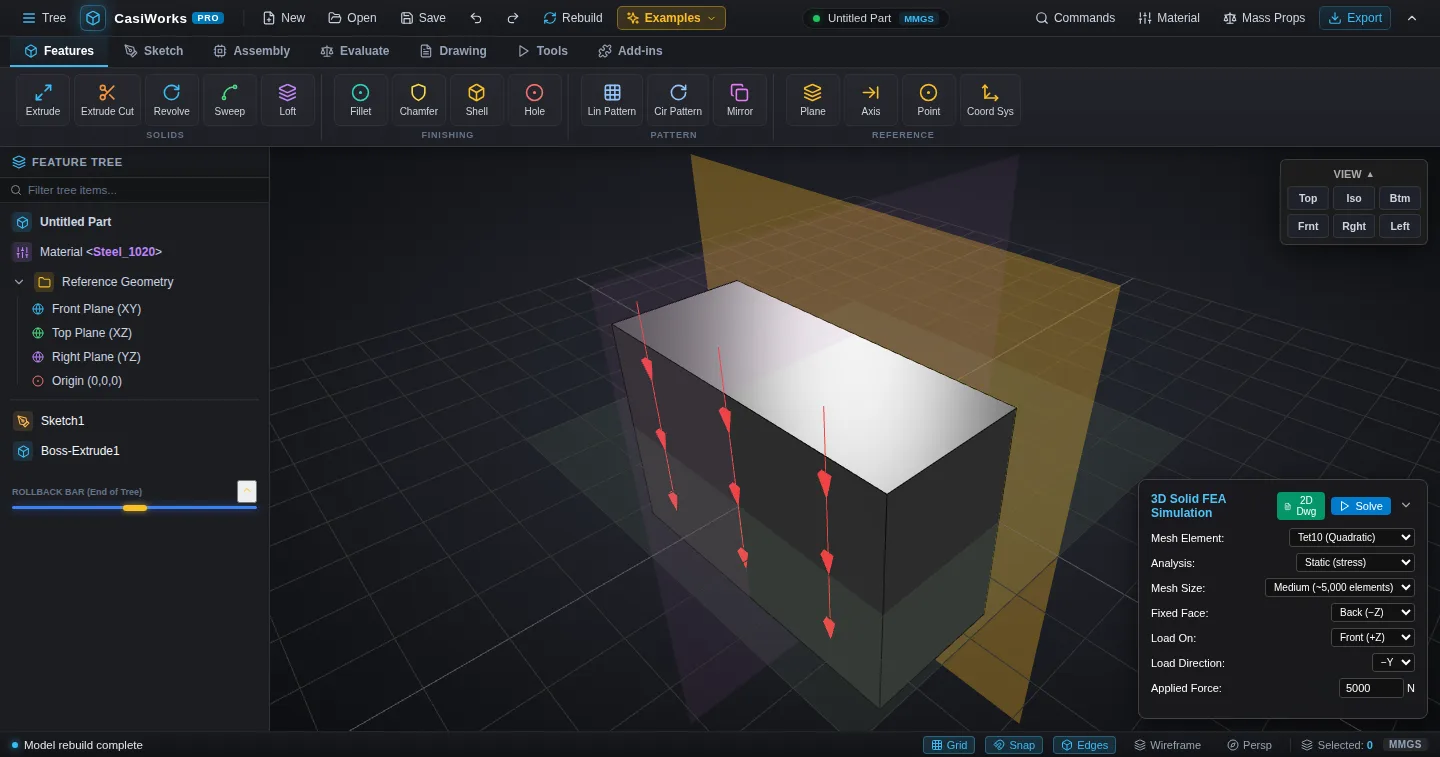 Tree CasiWorks PRO New Open Save Rebuild Examples Untitled Part MMGS Commands Material Mass Props Export
Features Sketch Assembly Evaluate Drawing Tools Add-ins
Extrude Extrude Cut Revolve Sweep Loft Fillet Chamfer Shell Hole Lin Pattern Cir Pattern Mirror Plane Axis Point Coord Sys
SOLIDS FINISHING PATTERN REFERENCE
FEATURE TREE
Filter tree items...
Untitled Part
Material <Steel_1020>
Reference Geometry
Front Plane (XY)
Top Plane (XZ)
Right Plane (YZ)
Origin (0,0,0)
Sketch1
Boss-Extrude1
ROLLBACK BAR (End of Tree)
VIEW ▲
Top Iso Btm
Frnt Rght Left
3D Solid FEA
Simulation
2D
Dwg
Solve
Mesh Element: Tet10 (Quadratic)
Analysis: Static (stress)
Mesh Size: Medium (~5,000 elements)
Fixed Face: Back (−Z)
Load On: Front (+Z)
Load Direction: −Y
Applied Force: 5000 N
Model rebuild complete Grid Snap Edges Wireframe Persp Selected: 0 MMGS